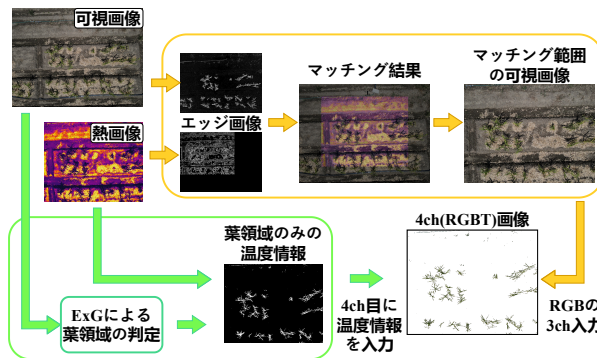 可視画像
熱画像
エッジ画像
マッチング結果
マッチング範囲
の可視画像
葉領域のみの
温度情報
ExGによる
葉領域の判定
4ch目に
温度情報
を入力
4ch(RGBT)画像
RGBの
3ch入力